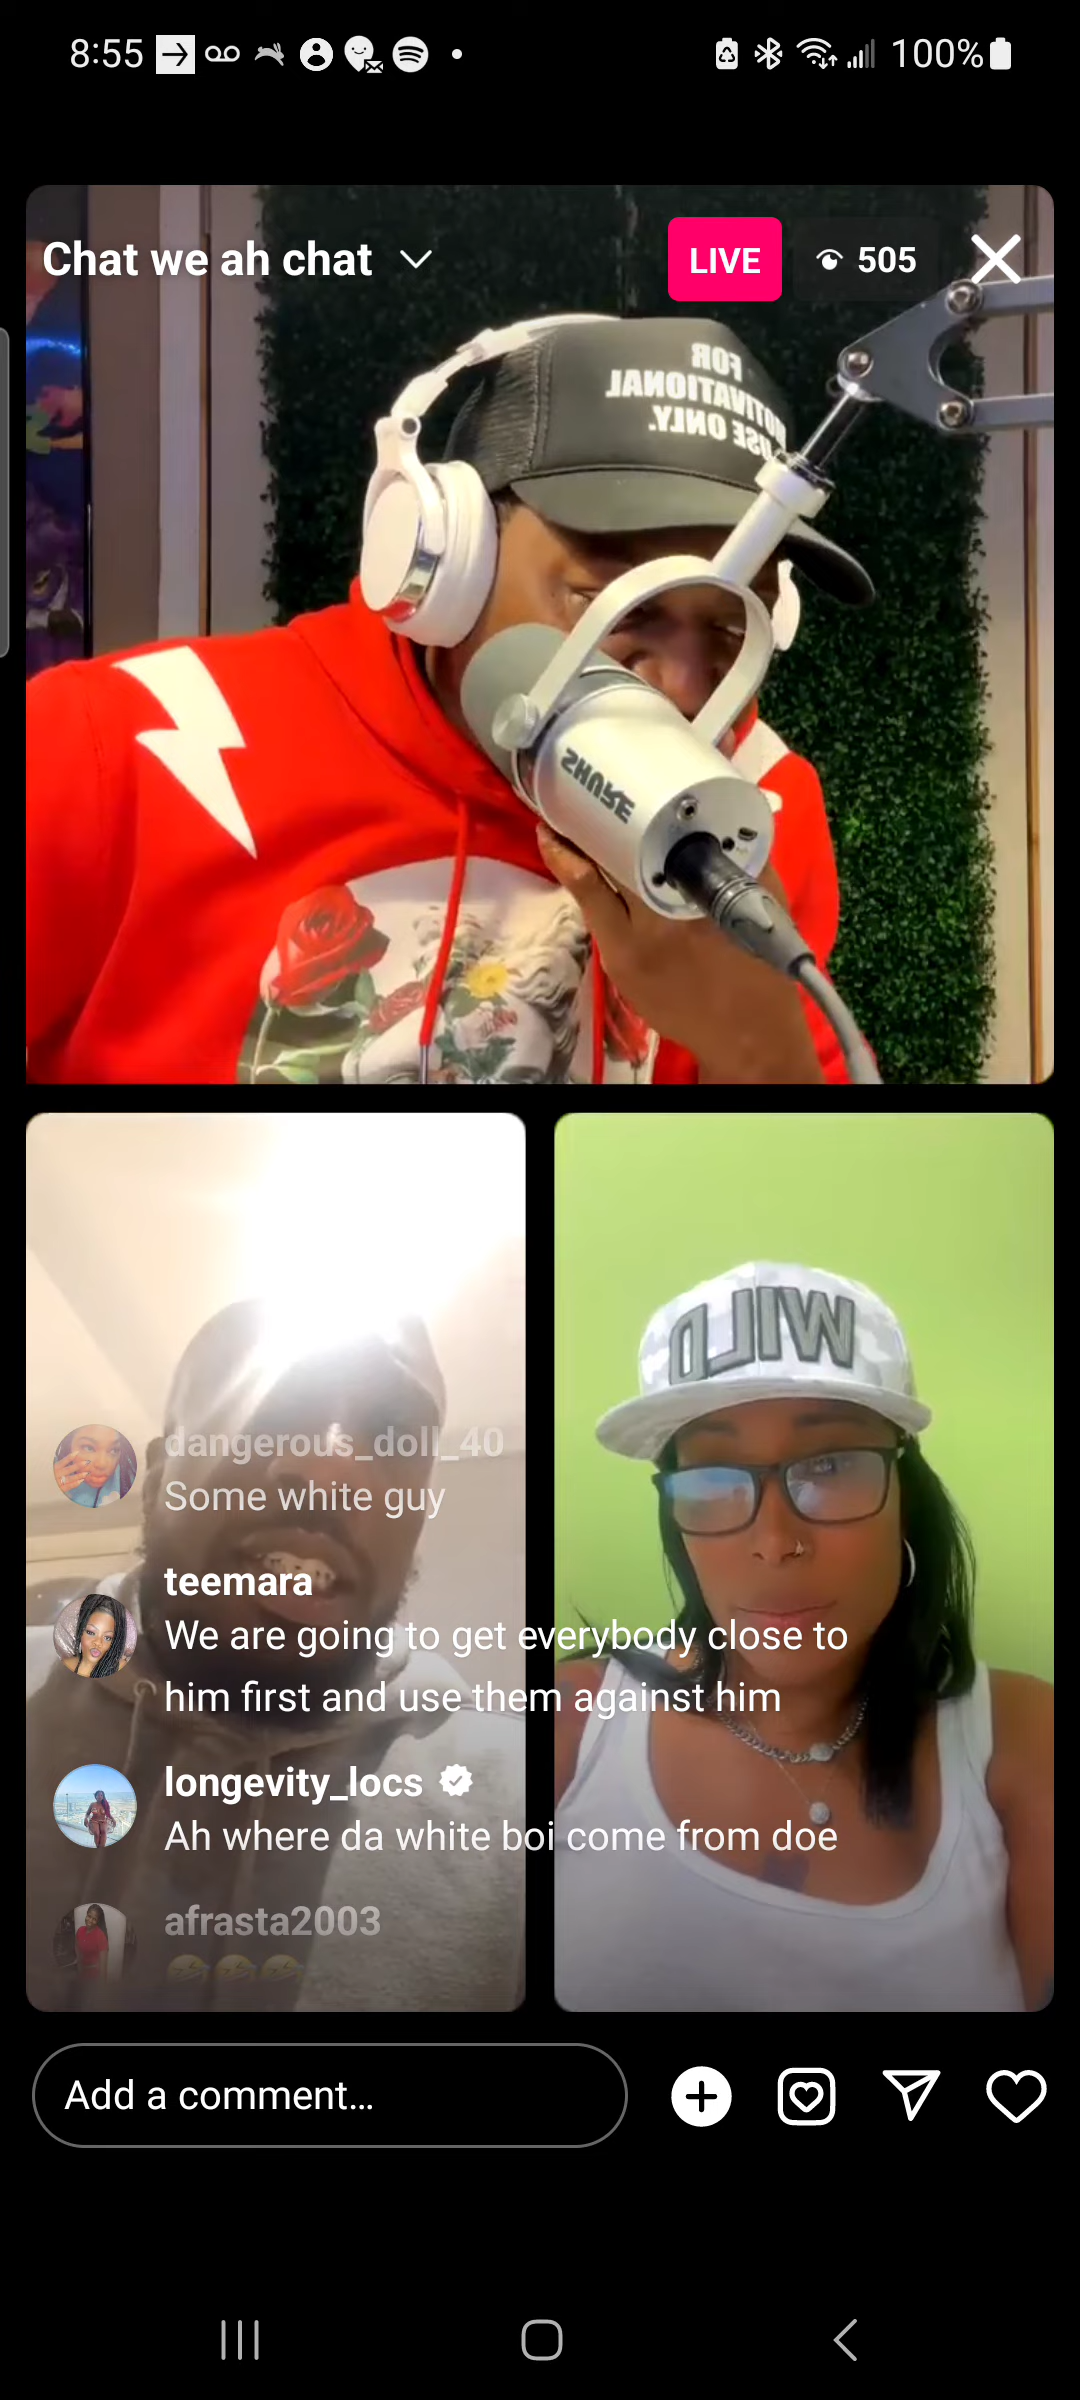 8:55
100%
Chat we ah chat
LIVE
505
FOR
MOTIVATIONAL
USE ONLY.
SHURE
WILD
dangerous_doll_40
Some white guy
teemara
We are going to get everybody close to
him first and use them against him
longevity_locs
Ah where da white boi come from doe
afrasta2003
🤣🤣🤣
Add a comment...